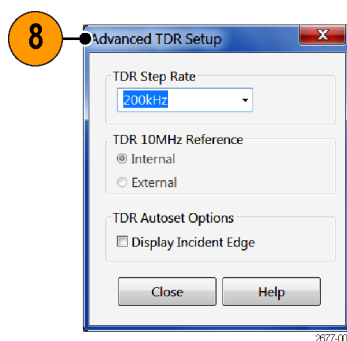 8
Advanced TDR Setup
X
TDR Step Rate
200kHz
TDR 10MHz Reference
Internal
External
TDR Autoset Options
Display Incident Edge
Close Help
2677-00